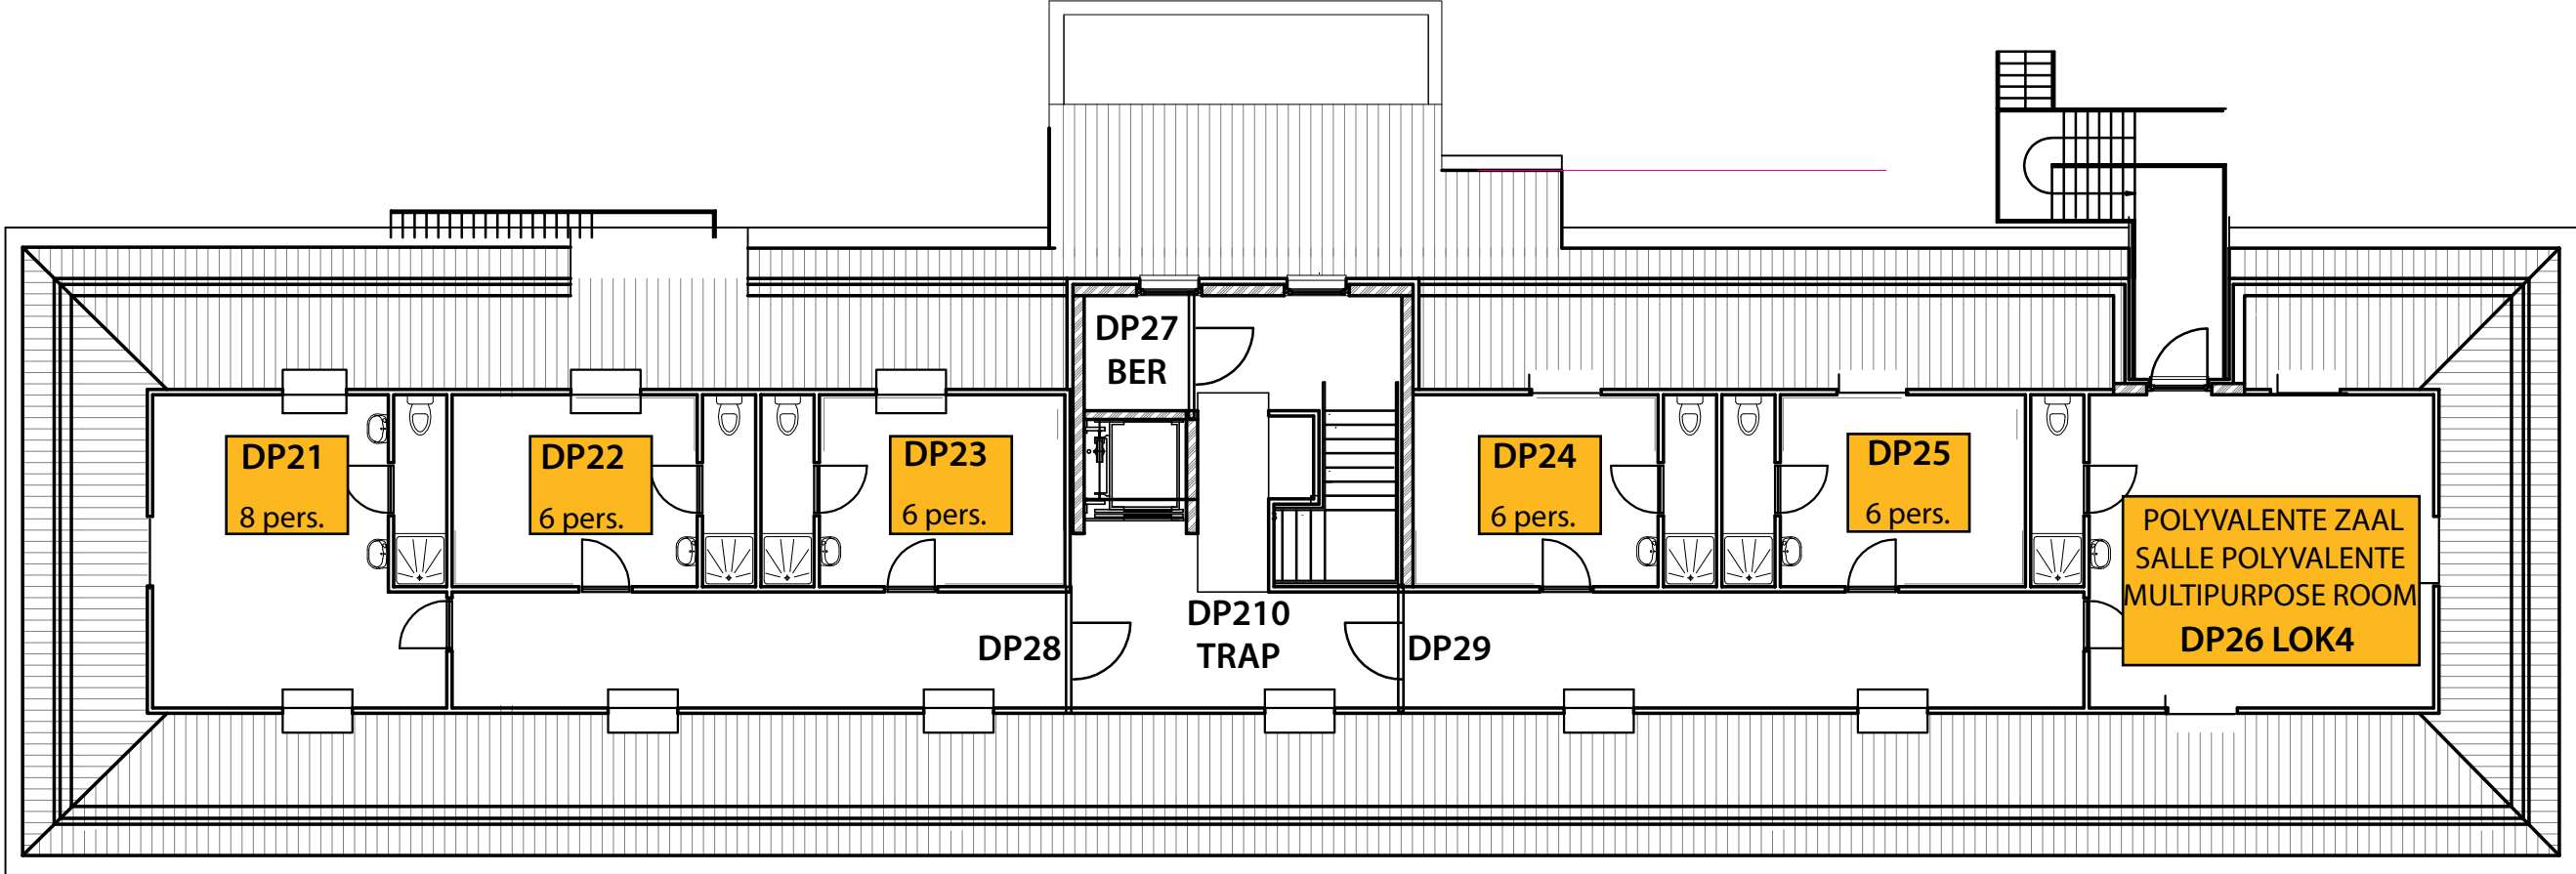 DP21
8 pers.
DP22
6 pers.
DP23
6 pers.
DP27
BER
DP28
DP210
TRAP
DP29
DP24
6 pers.
DP25
6 pers.
POLYVALENTE ZAAL
SALLE POLYVALENTE
MULTIPURPOSE ROOM
DP26 LOK4